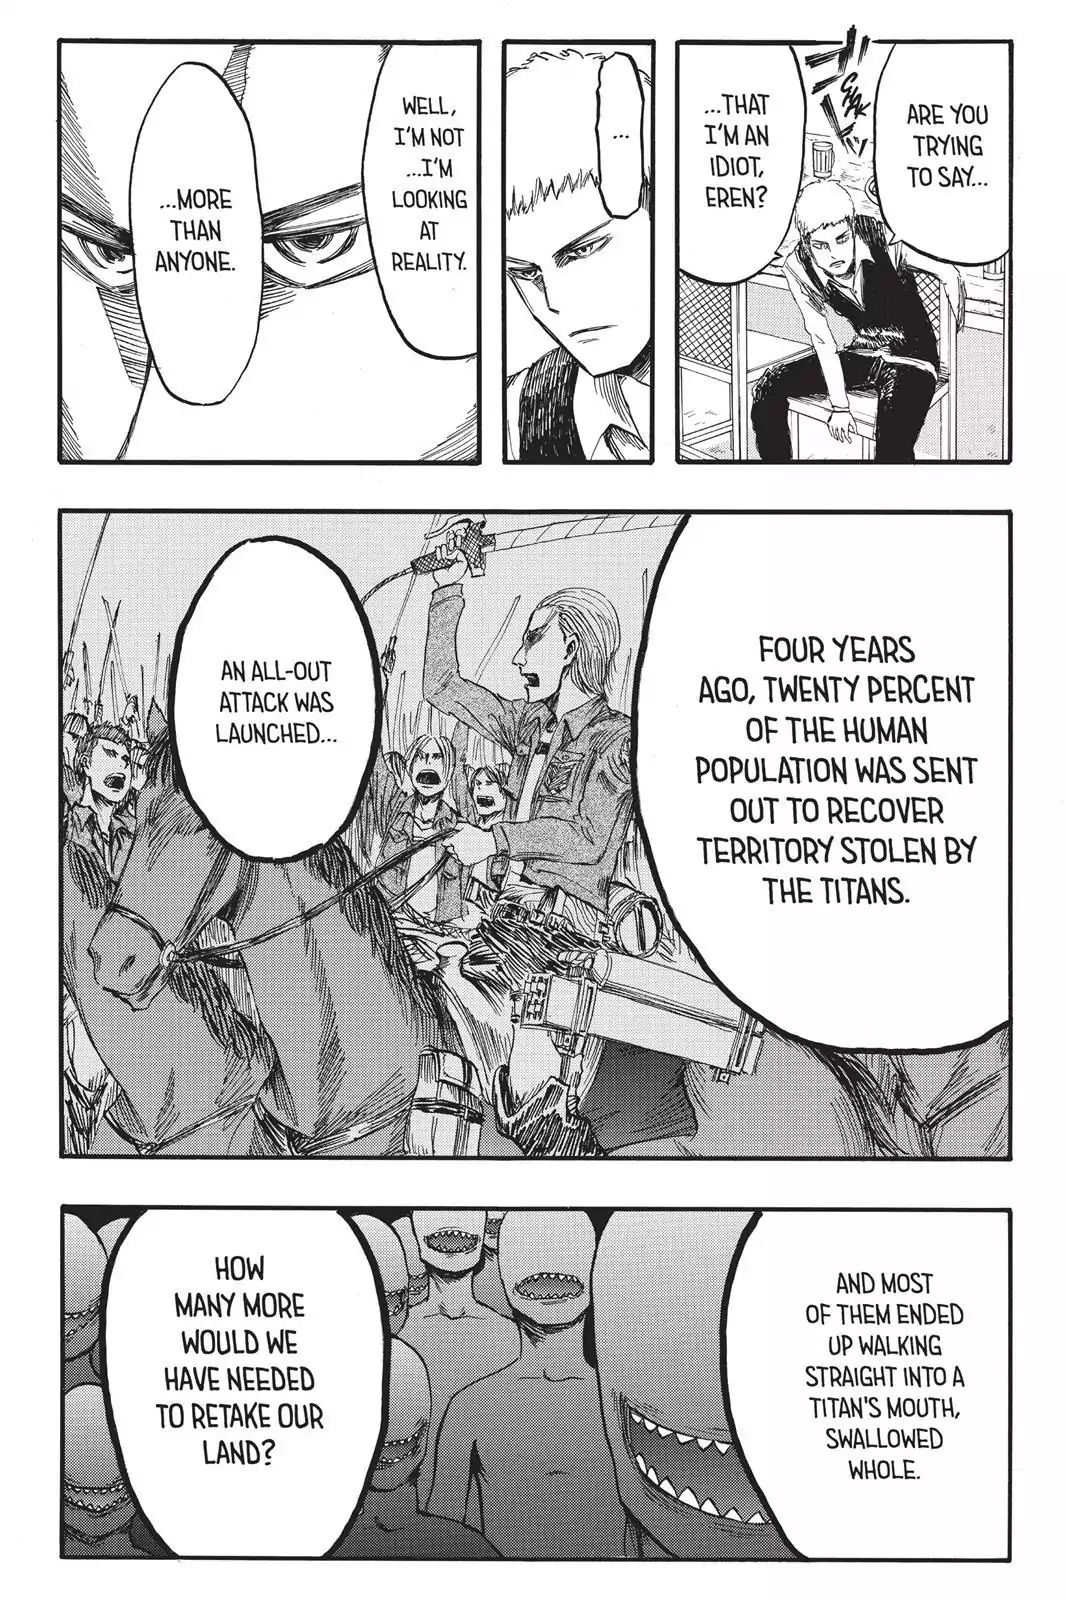 ARE YOU
TRYING
TO SAY...
CHAK
...THAT
I'M AN
IDIOT,
EREN?
...
WELL,
I'M NOT
...I'M
LOOKING
AT
REALITY.
...MORE
THAN
ANYONE.
FOUR YEARS
AGO, TWENTY PERCENT
OF THE HUMAN
POPULATION WAS SENT
OUT TO RECOVER
TERRITORY STOLEN BY
THE TITANS.
AN ALL-OUT
ATTACK WAS
LAUNCHED...
AND MOST
OF THEM ENDED
UP WALKING
STRAIGHT INTO A
TITAN'S MOUTH,
SWALLOWED
WHOLE.
HOW
MANY MORE
WOULD WE
HAVE NEEDED
TO RETAKE OUR
LAND?